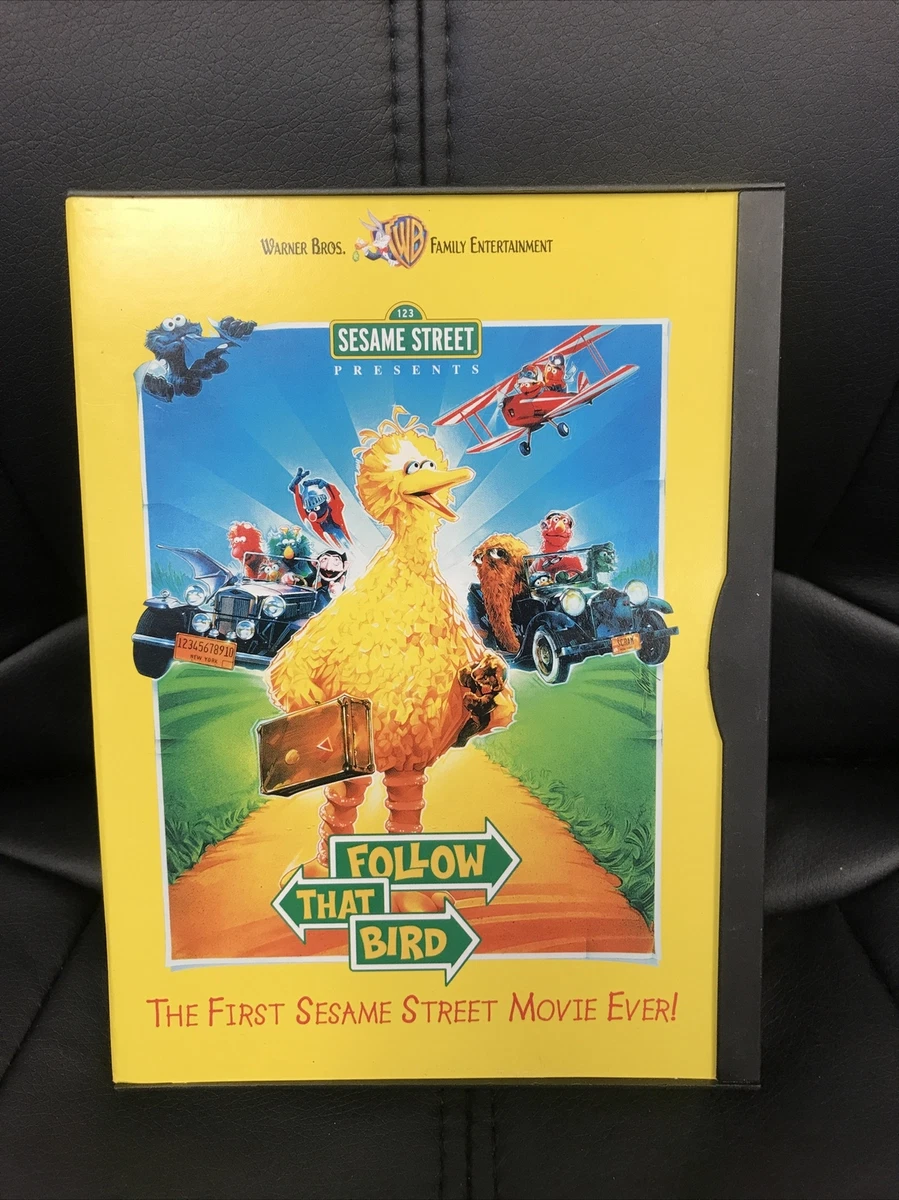 WARNER BROS. WB FAMILY ENTERTAINMENT
123
SESAME STREET
PRESENTS
12345678910
NEW YORK
FOLLOW
THAT
BIRD
THE FIRST SESAME STREET MOVIE EVER!